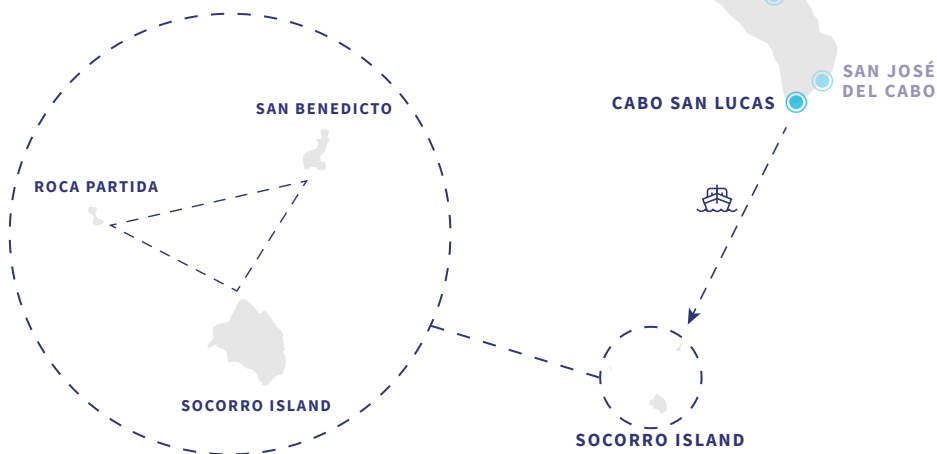 SAN JOSÉ
DEL CABO
CABO SAN LUCAS
SAN BENEDICTO
ROCA PARTIDA
SOCORRO ISLAND
SOCORRO ISLAND